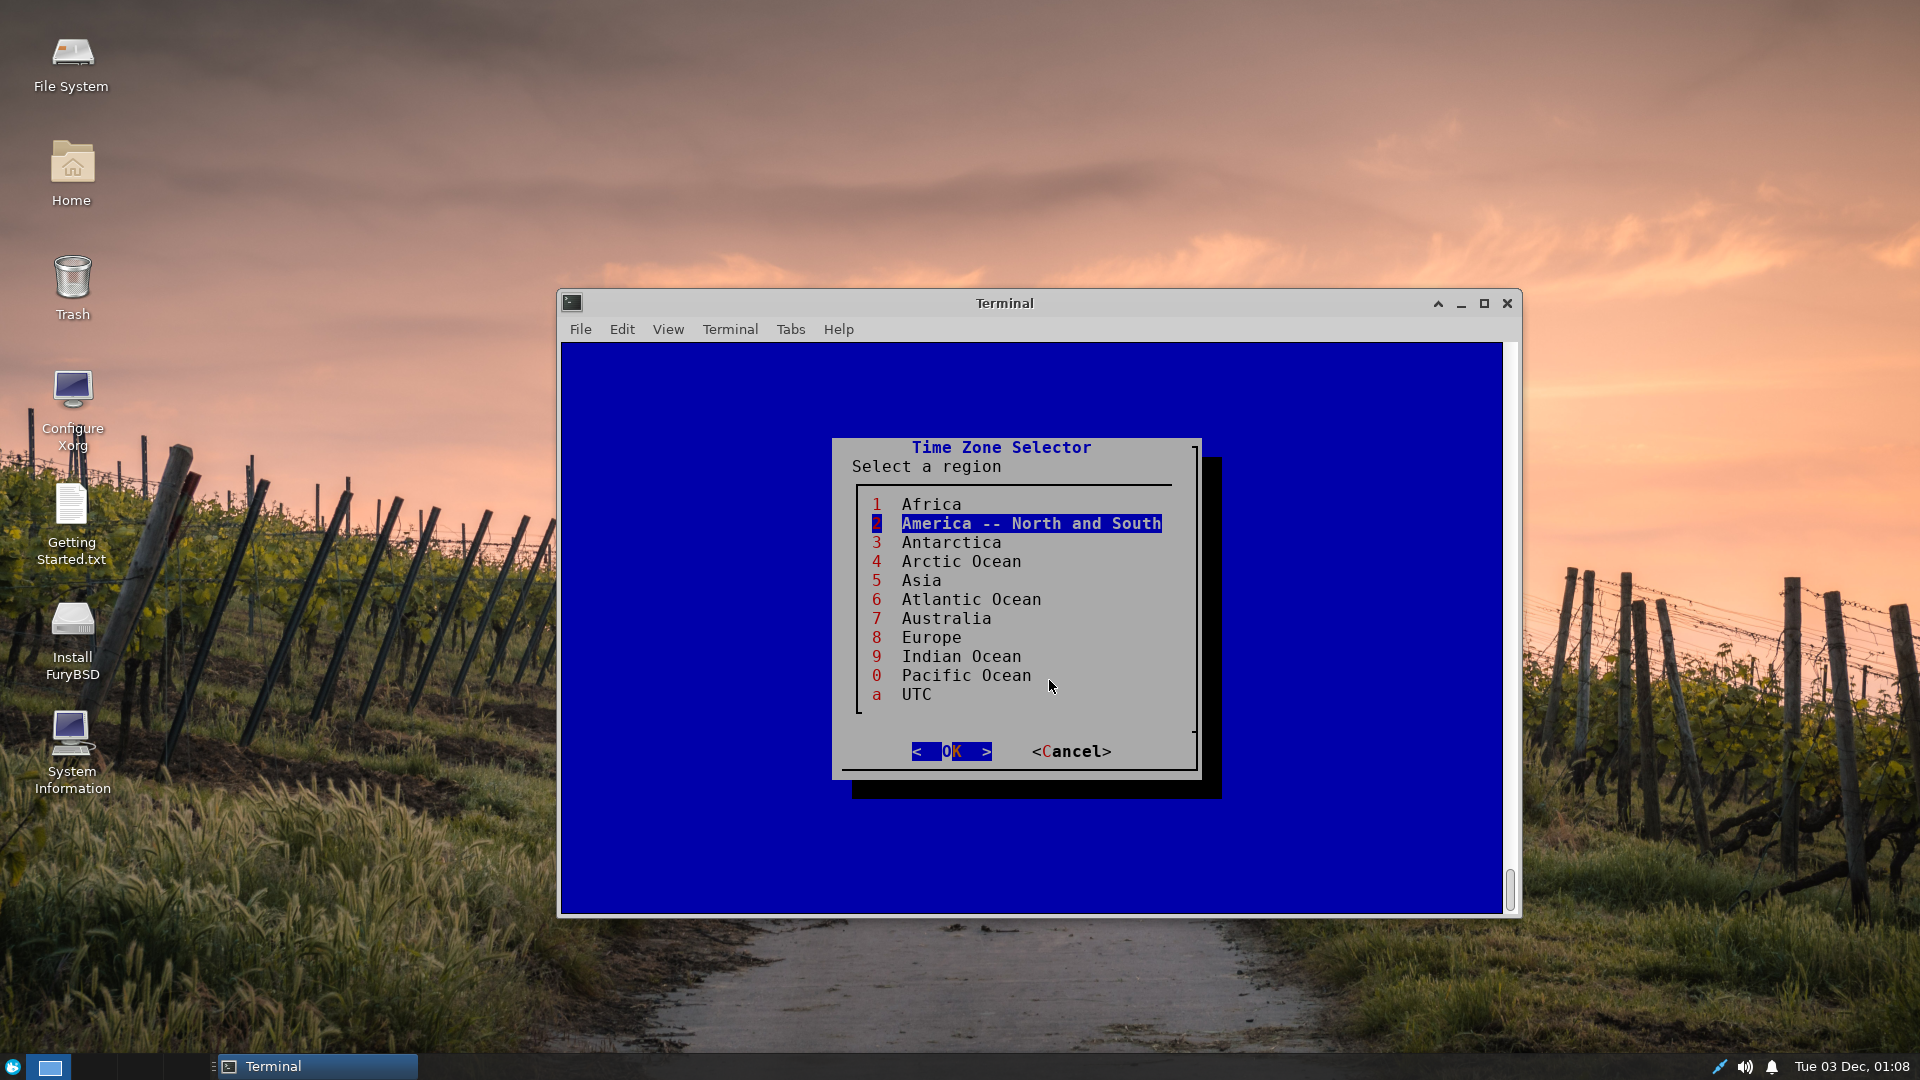 File System
Home
Trash
Configure
Xorg
Getting
Started.txt
Install
FuryBSD
System
Information
Terminal
File Edit View Terminal Tabs Help
Time Zone Selector
Select a region
1 Africa
2 America -- North and South
3 Antarctica
4 Arctic Ocean
5 Asia
6 Atlantic Ocean
7 Australia
8 Europe
9 Indian Ocean
0 Pacific Ocean
a UTC
< OK > <Cancel>
Terminal
Tue 03 Dec, 01:08